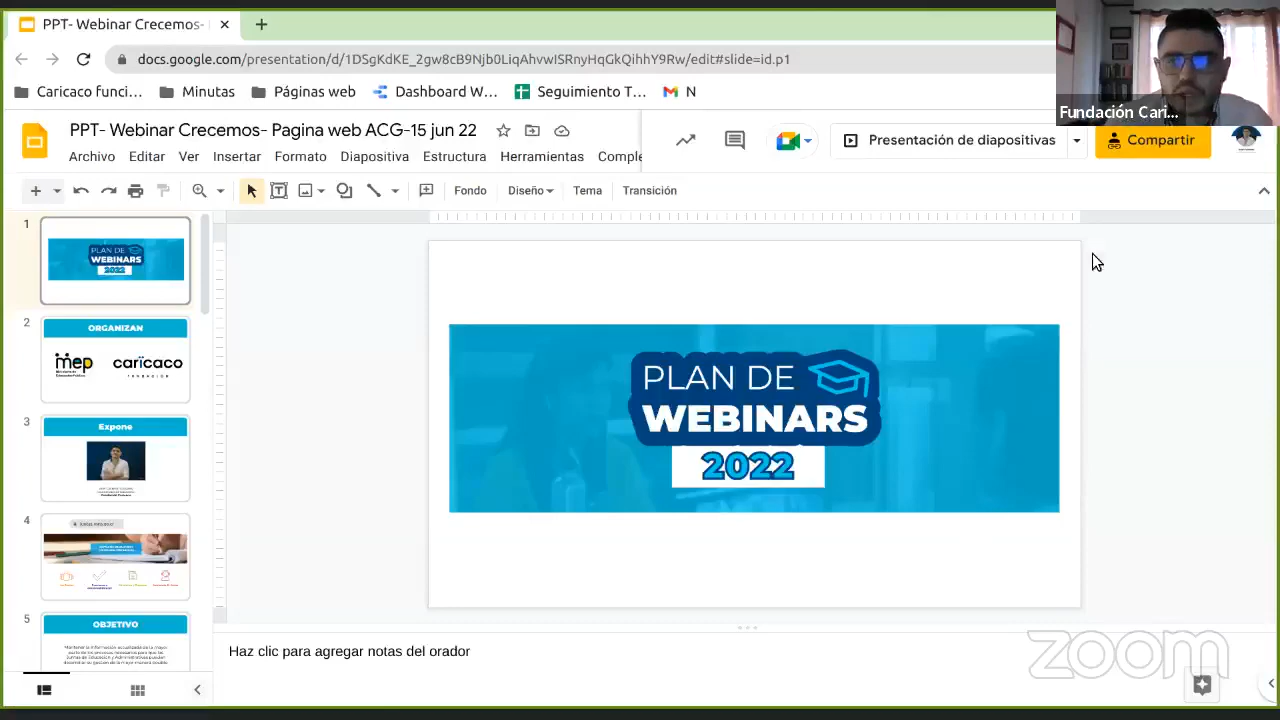 PPT- Webinar Crecemos-
docs.google.com/presentation/d/1DSgKdKE_2gw8cB9Njb0LiqAhvwISRnyHqGkQihhY9Rw/edit#slide=id.p1
Caricaco funci...
Minutas
Páginas web
Dashboard W...
Seguimiento T...
N
Fundación Cari...
PPT- Webinar Crecemos- Pagina web ACG-15 jun 22
Archivo Editar Ver Insertar Formato Diapositiva Estructura Herramientas Comple
Presentación de diapositivas
Compartir
Fondo Diseño Tema Transición
1
PLAN DE
WEBINARS
2022
2
ORGANIZAN
mep
caricaco
FUNDACIÓN
3
Expone
4
5
OBJETIVO
PLAN DE
WEBINARS
2022
Haz clic para agregar notas del orador
zoom